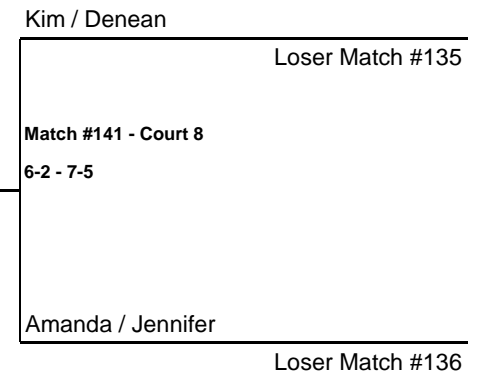 Kim / Denean
Loser Match #135
Match #141 - Court 8
6-2 - 7-5
Amanda / Jennifer
Loser Match #136